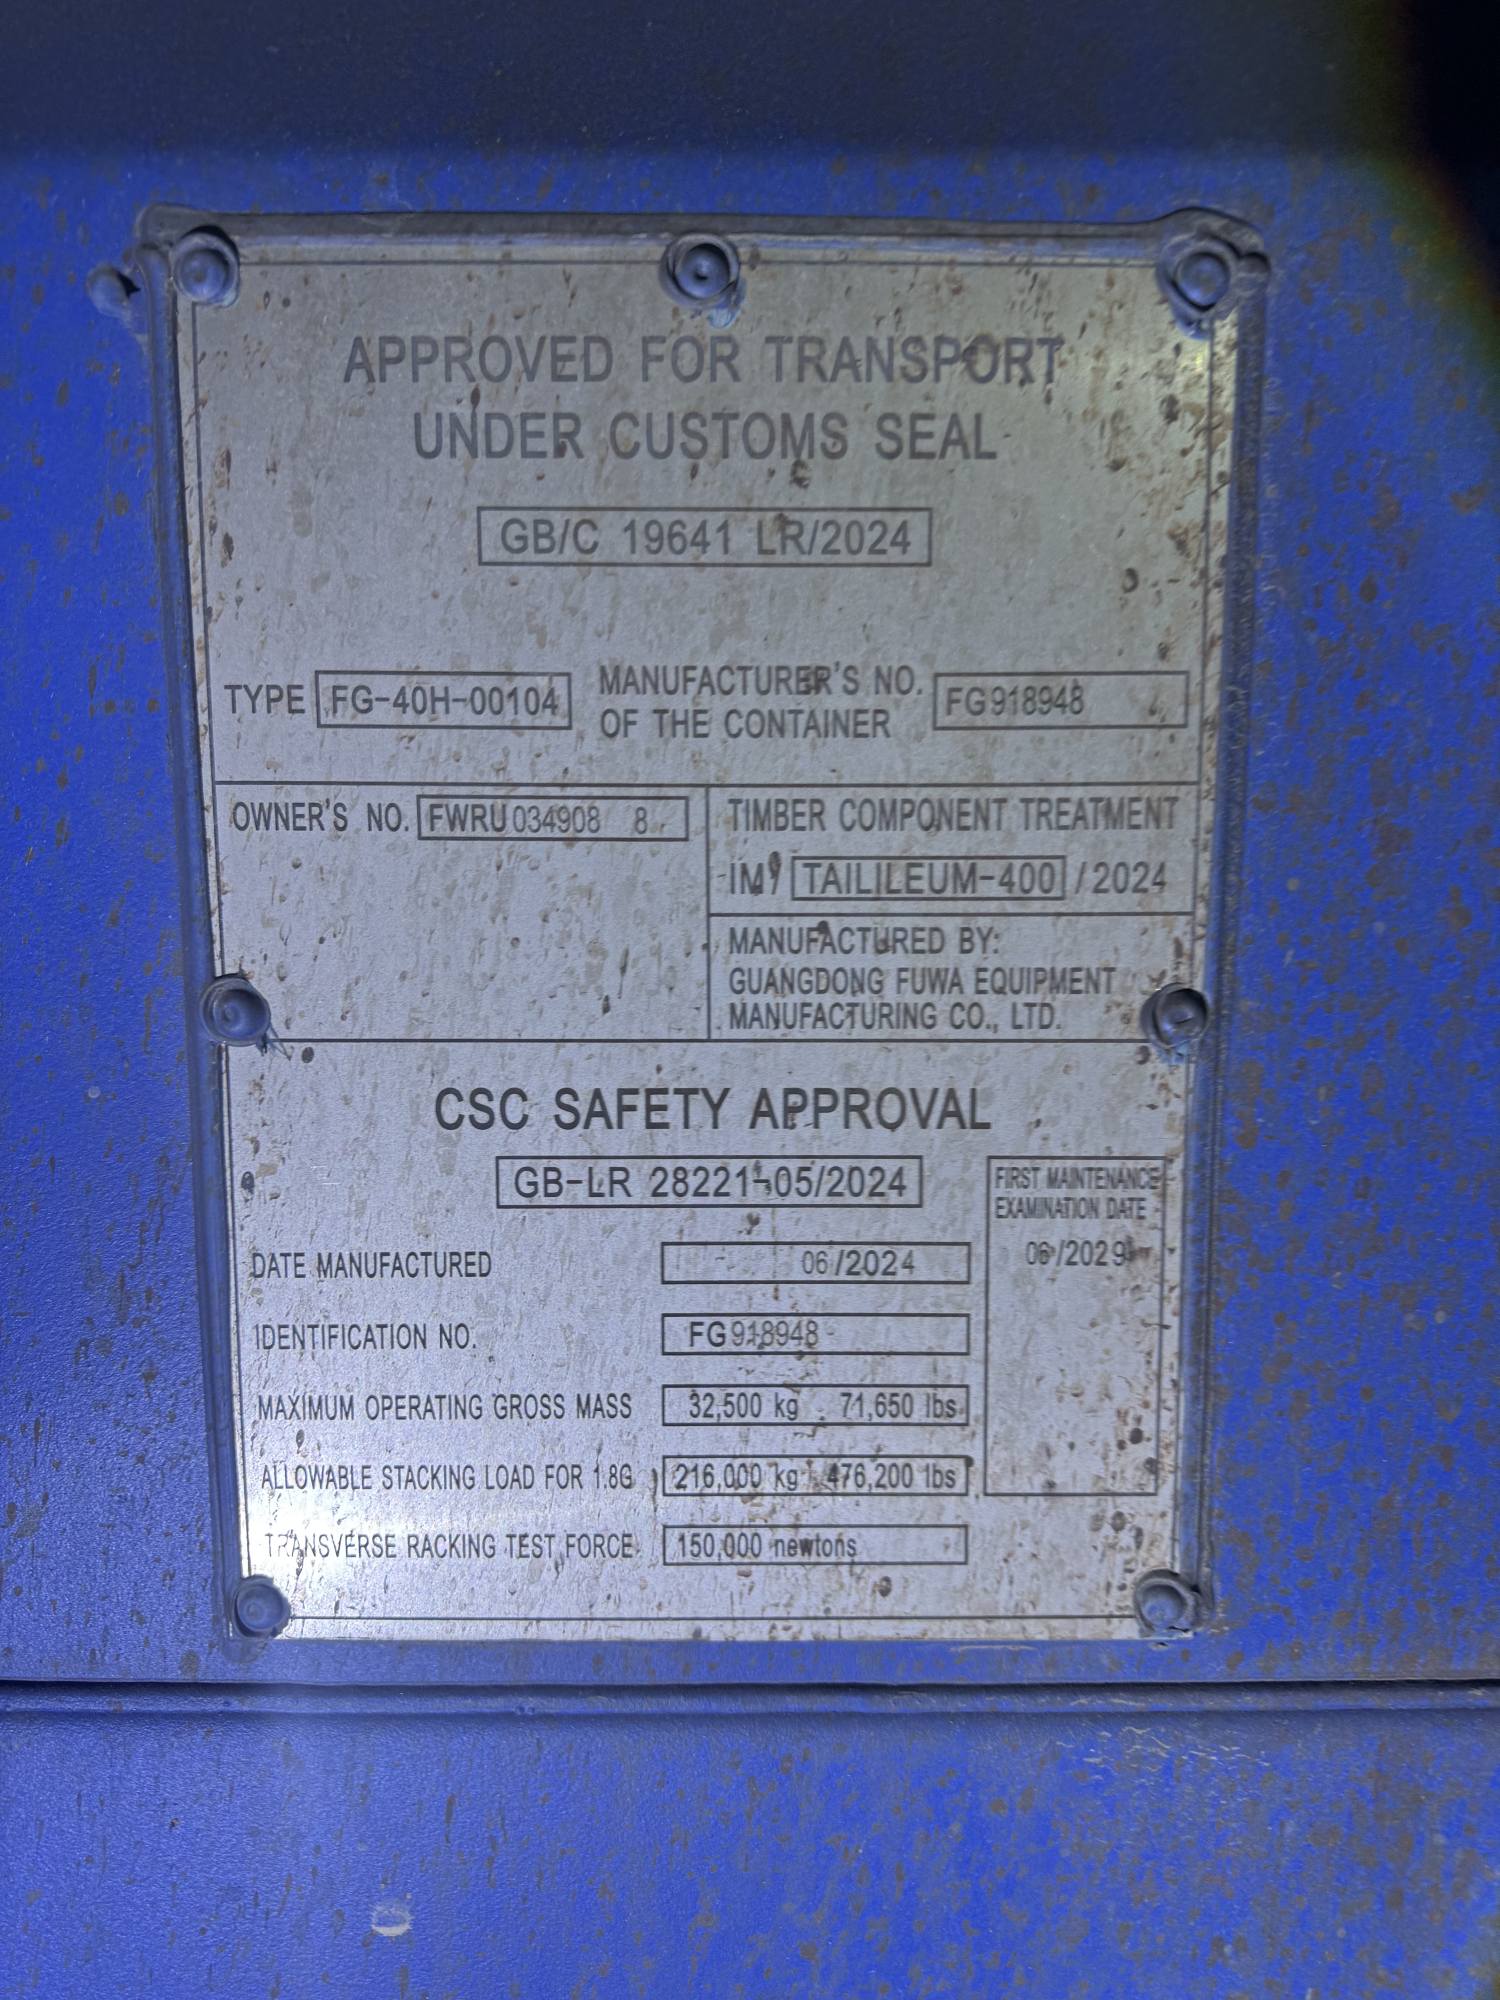 APPROVED FOR TRANSPORT
UNDER CUSTOMS SEAL
GB/C 19641 LR/2024
TYPE FG-40H-00104
MANUFACTURER'S NO.
OF THE CONTAINER
FG918948
OWNER'S NO. FWRU 034908 8
TIMBER COMPONENT TREATMENT
IM/ TAILILEUM-400 / 2024
MANUFACTURED BY:
GUANGDONG FUWA EQUIPMENT
MANUFACTURING CO., LTD.
CSC SAFETY APPROVAL
GB-LR 28221-05/2024
FIRST MAINTENANCE
EXAMINATION DATE
06/2029
DATE MANUFACTURED 06/2024
IDENTIFICATION NO. FG918948
MAXIMUM OPERATING GROSS MASS 32,500 kg 71,650 lbs
ALLOWABLE STACKING LOAD FOR 1.8G 216,000 kg 476,200 lbs
TRANSVERSE RACKING TEST FORCE 150,000 newtons